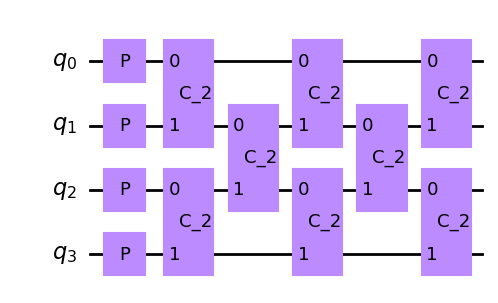 q0 P 0 0 0
C_2 C_2 C_2
q1 P 1 0 1 0 1
C_2 C_2
q2 P 0 1 0 1 0
C_2 C_2 C_2
q3 P 1 1 1